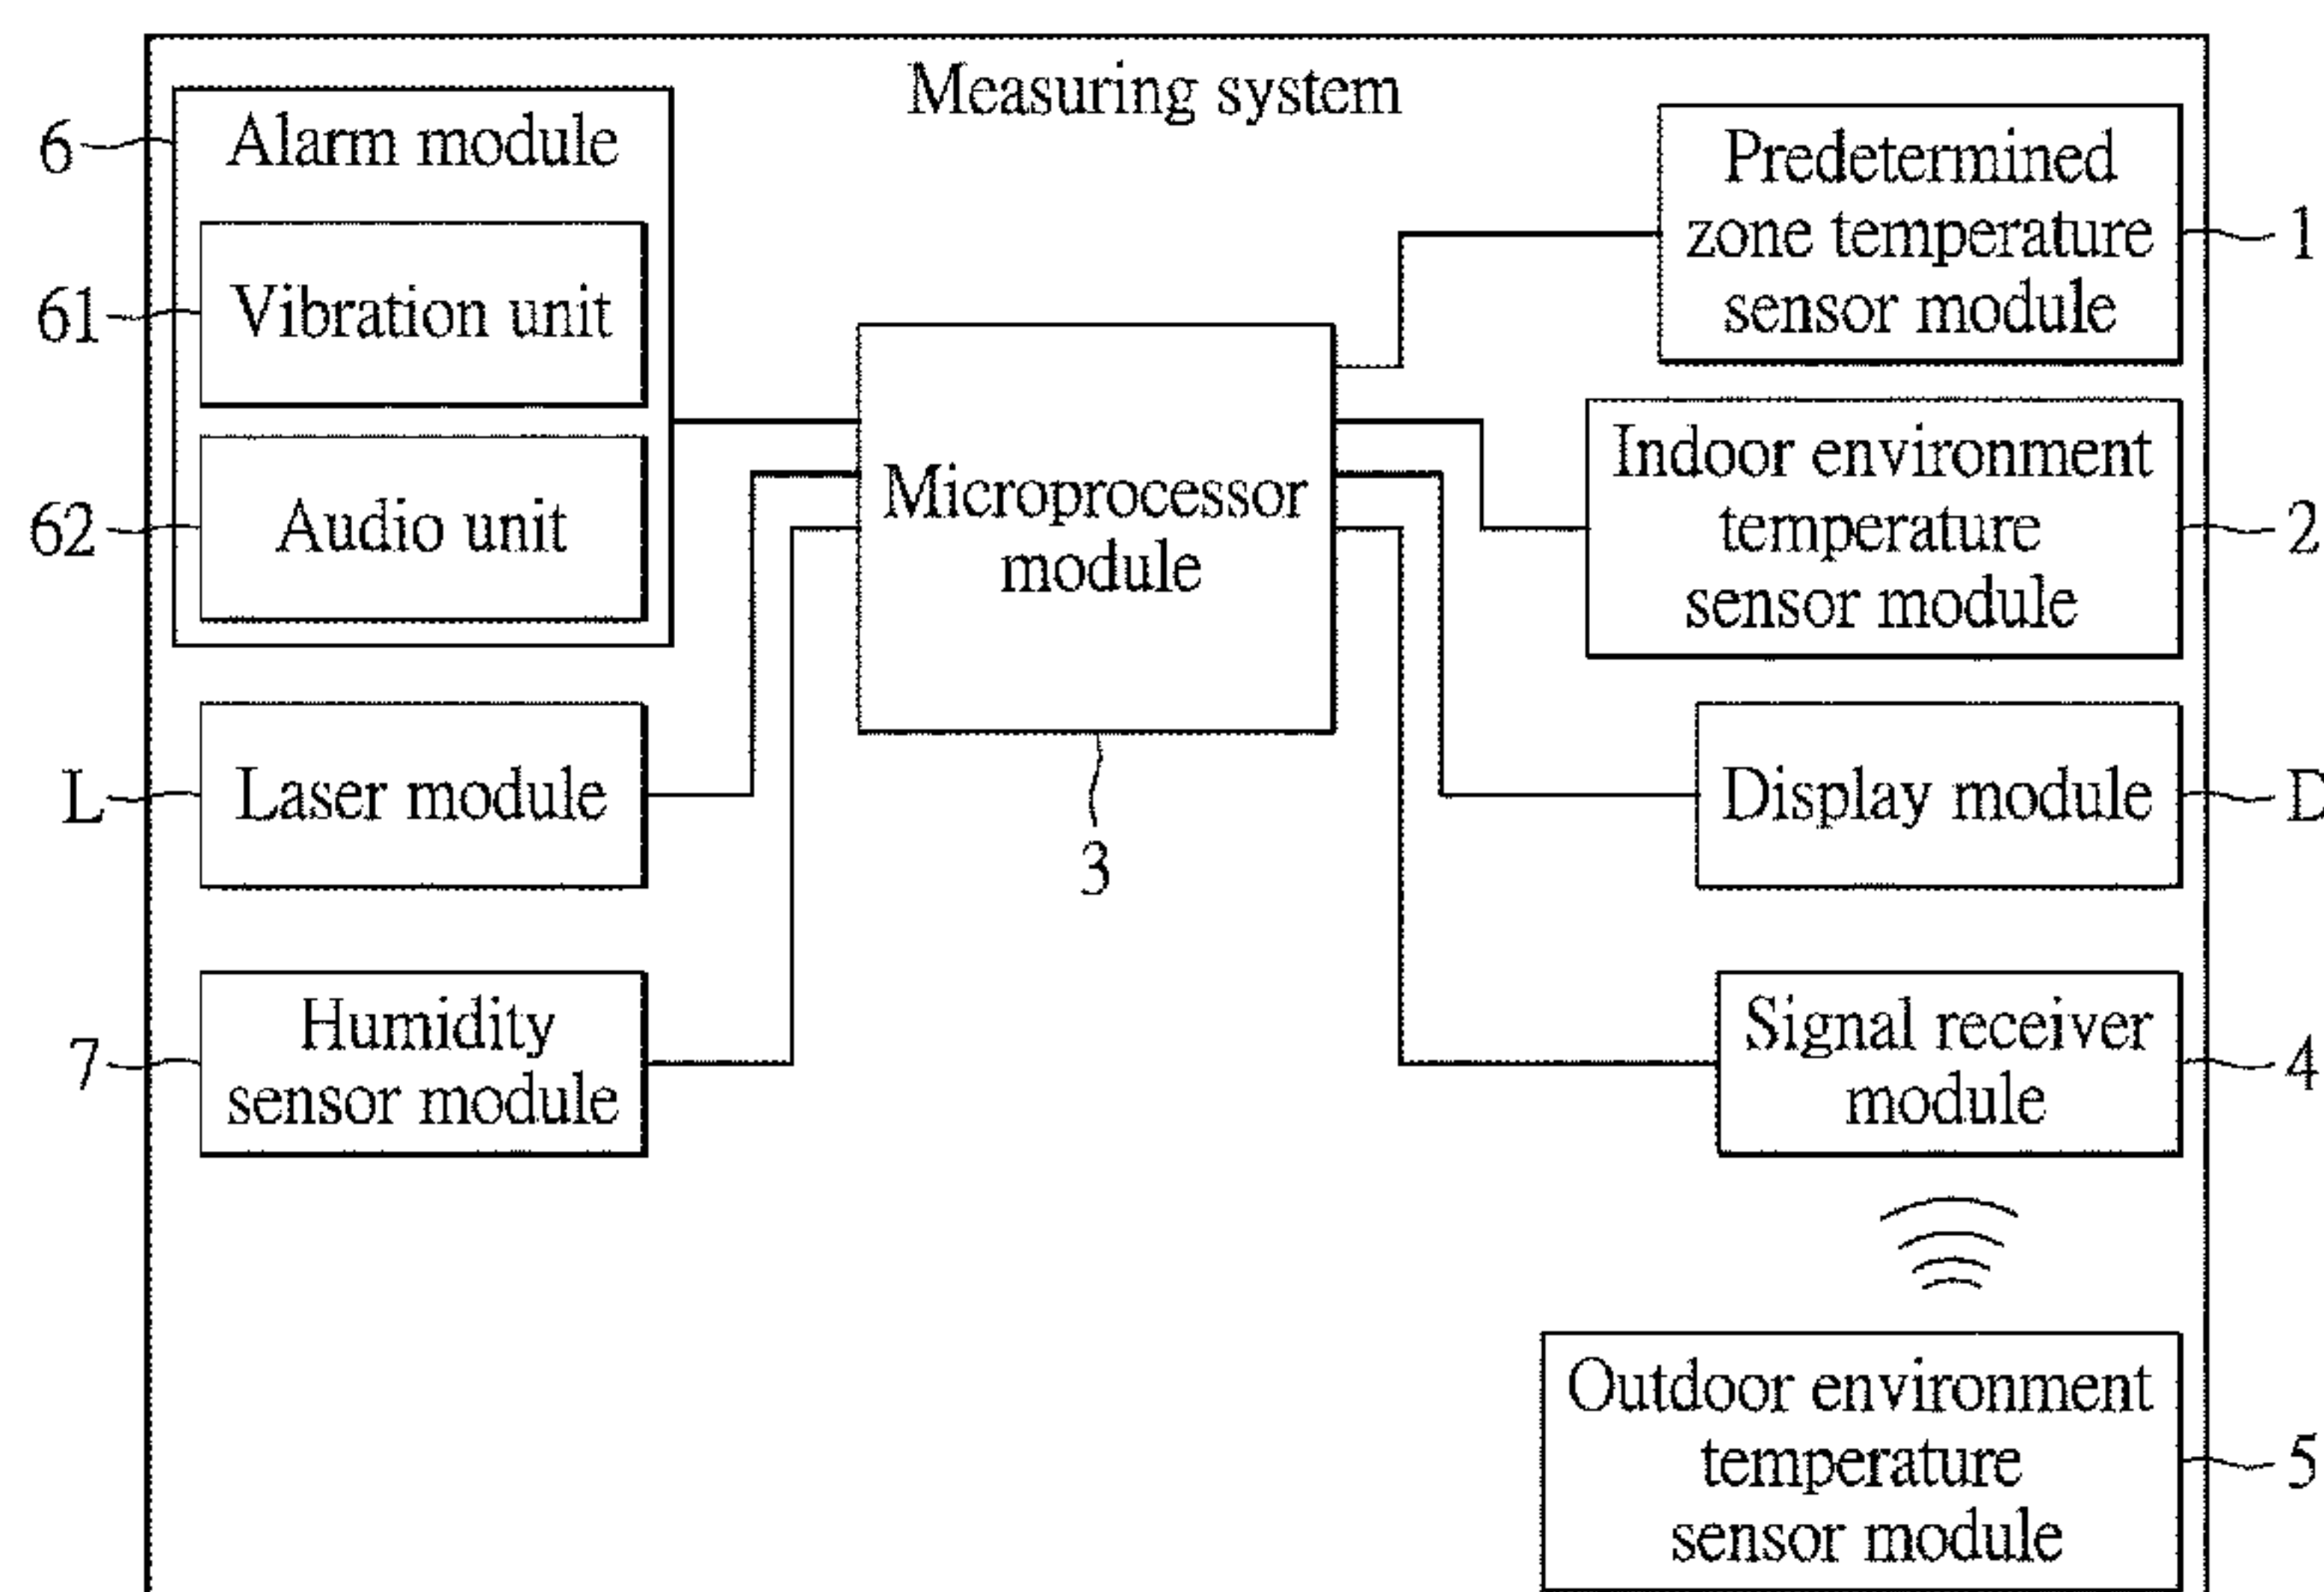 Measuring system
6
Alarm module
61
Vibration unit
62
Audio unit
L
Laser module
7
Humidity
sensor module
Microprocessor
module
3
Predetermined
zone temperature
sensor module
1
Indoor environment
temperature
sensor module
2
Display module
D
Signal receiver
module
4
Outdoor environment
temperature
sensor module
5